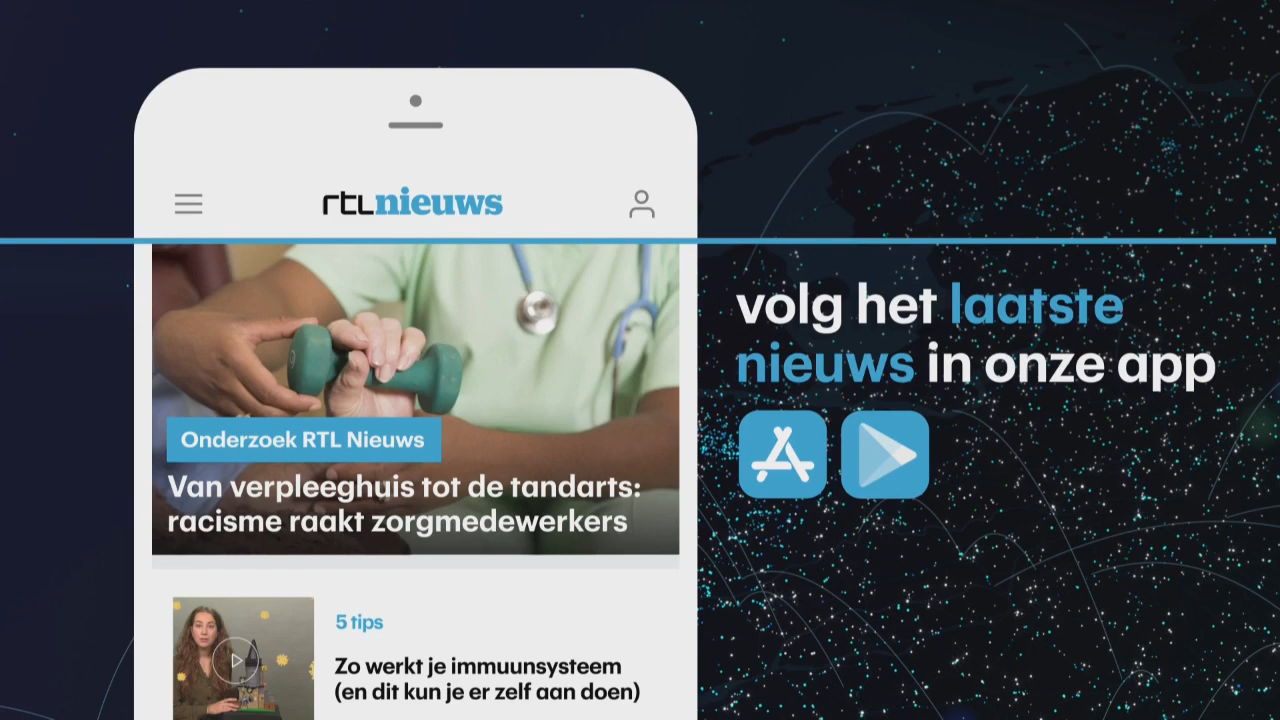 rtlnieuws
Onderzoek RTL Nieuws
Van verpleeghuis tot de tandarts:
racisme raakt zorgmedewerkers
5 tips
Zo werkt je immuunsysteem
(en dit kun je er zelf aan doen)
volg het laatste
nieuws in onze app